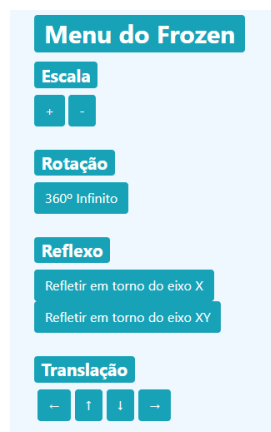 Menu do Frozen
Escala
+ -
Rotação
360º Infinito
Reflexo
Refletir em torno do eixo X
Refletir em torno do eixo XY
Translação
← ↑ ↓ →